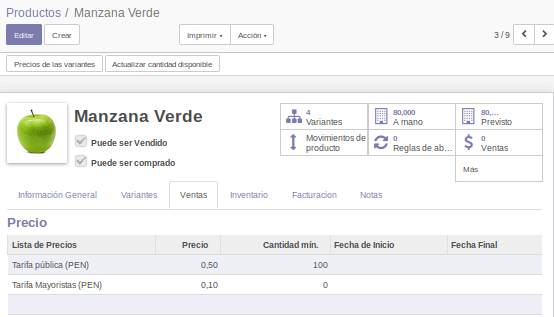 Productos / Manzana Verde
Editar Crear Imprimir Acción 3 / 9
Precios de las variantes Actualizar cantidad disponible
Manzana Verde
Puede ser Vendido
Puede ser comprado
4 Variantes
80,000 A mano
80,... Previsto
Movimientos de producto
0 Reglas de ab...
0 Ventas
Más
Información General Variantes Ventas Inventario Facturacion Notas
Precio
Lista de Precios Precio Cantidad mín. Fecha de Inicio Fecha Final
Tarifa pública (PEN) 0,50 100
Tarifa Mayoristas (PEN) 0,10 0